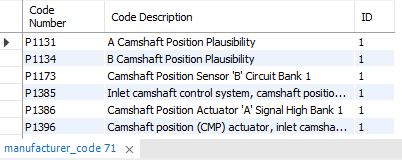 Code Number Code Description ID
P1131 A Camshaft Position Plausibility 1
P1134 B Camshaft Position Plausibility 1
P1173 Camshaft Position Sensor 'B' Circuit Bank 1 1
P1385 Inlet camshaft control system, camshaft positio... 1
P1386 Camshaft Position Actuator 'A' Signal High Bank 1 1
P1396 Camshaft position (CMP) actuator, inlet camsha... 1
manufacturer_code 71 ×